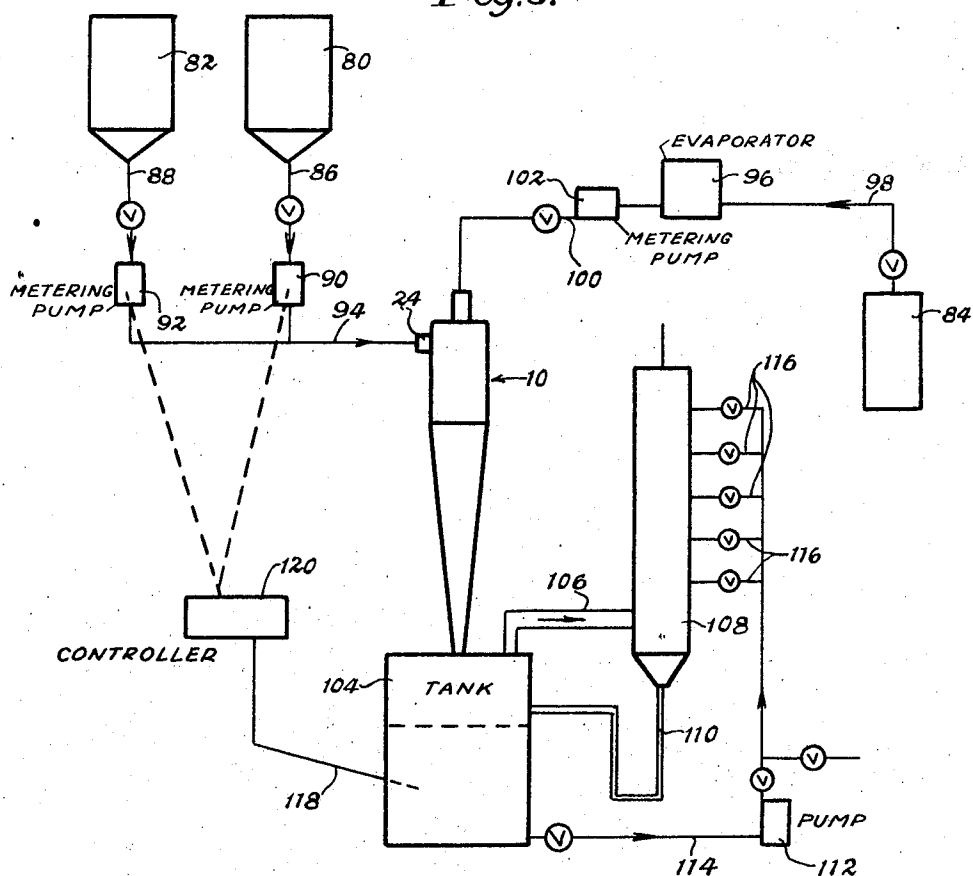 Fig.3.
82
80
88
86
EVAPORATOR
102
96
98
V
V
V
V
100
METERING
PUMP
METERING
PUMP
92
METERING
PUMP
90
94
24
84
10
116
V
V
V
V
116
V
120
106
108
CONTROLLER
104
TANK
110
118
V
V
V
PUMP
114
112